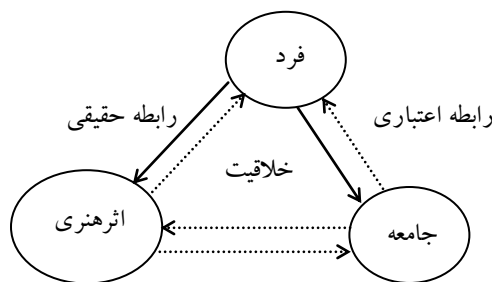 فرد
رابطه اعتباری
رابطه حقیقی
خلاقیت
اثرهنری
جامعه